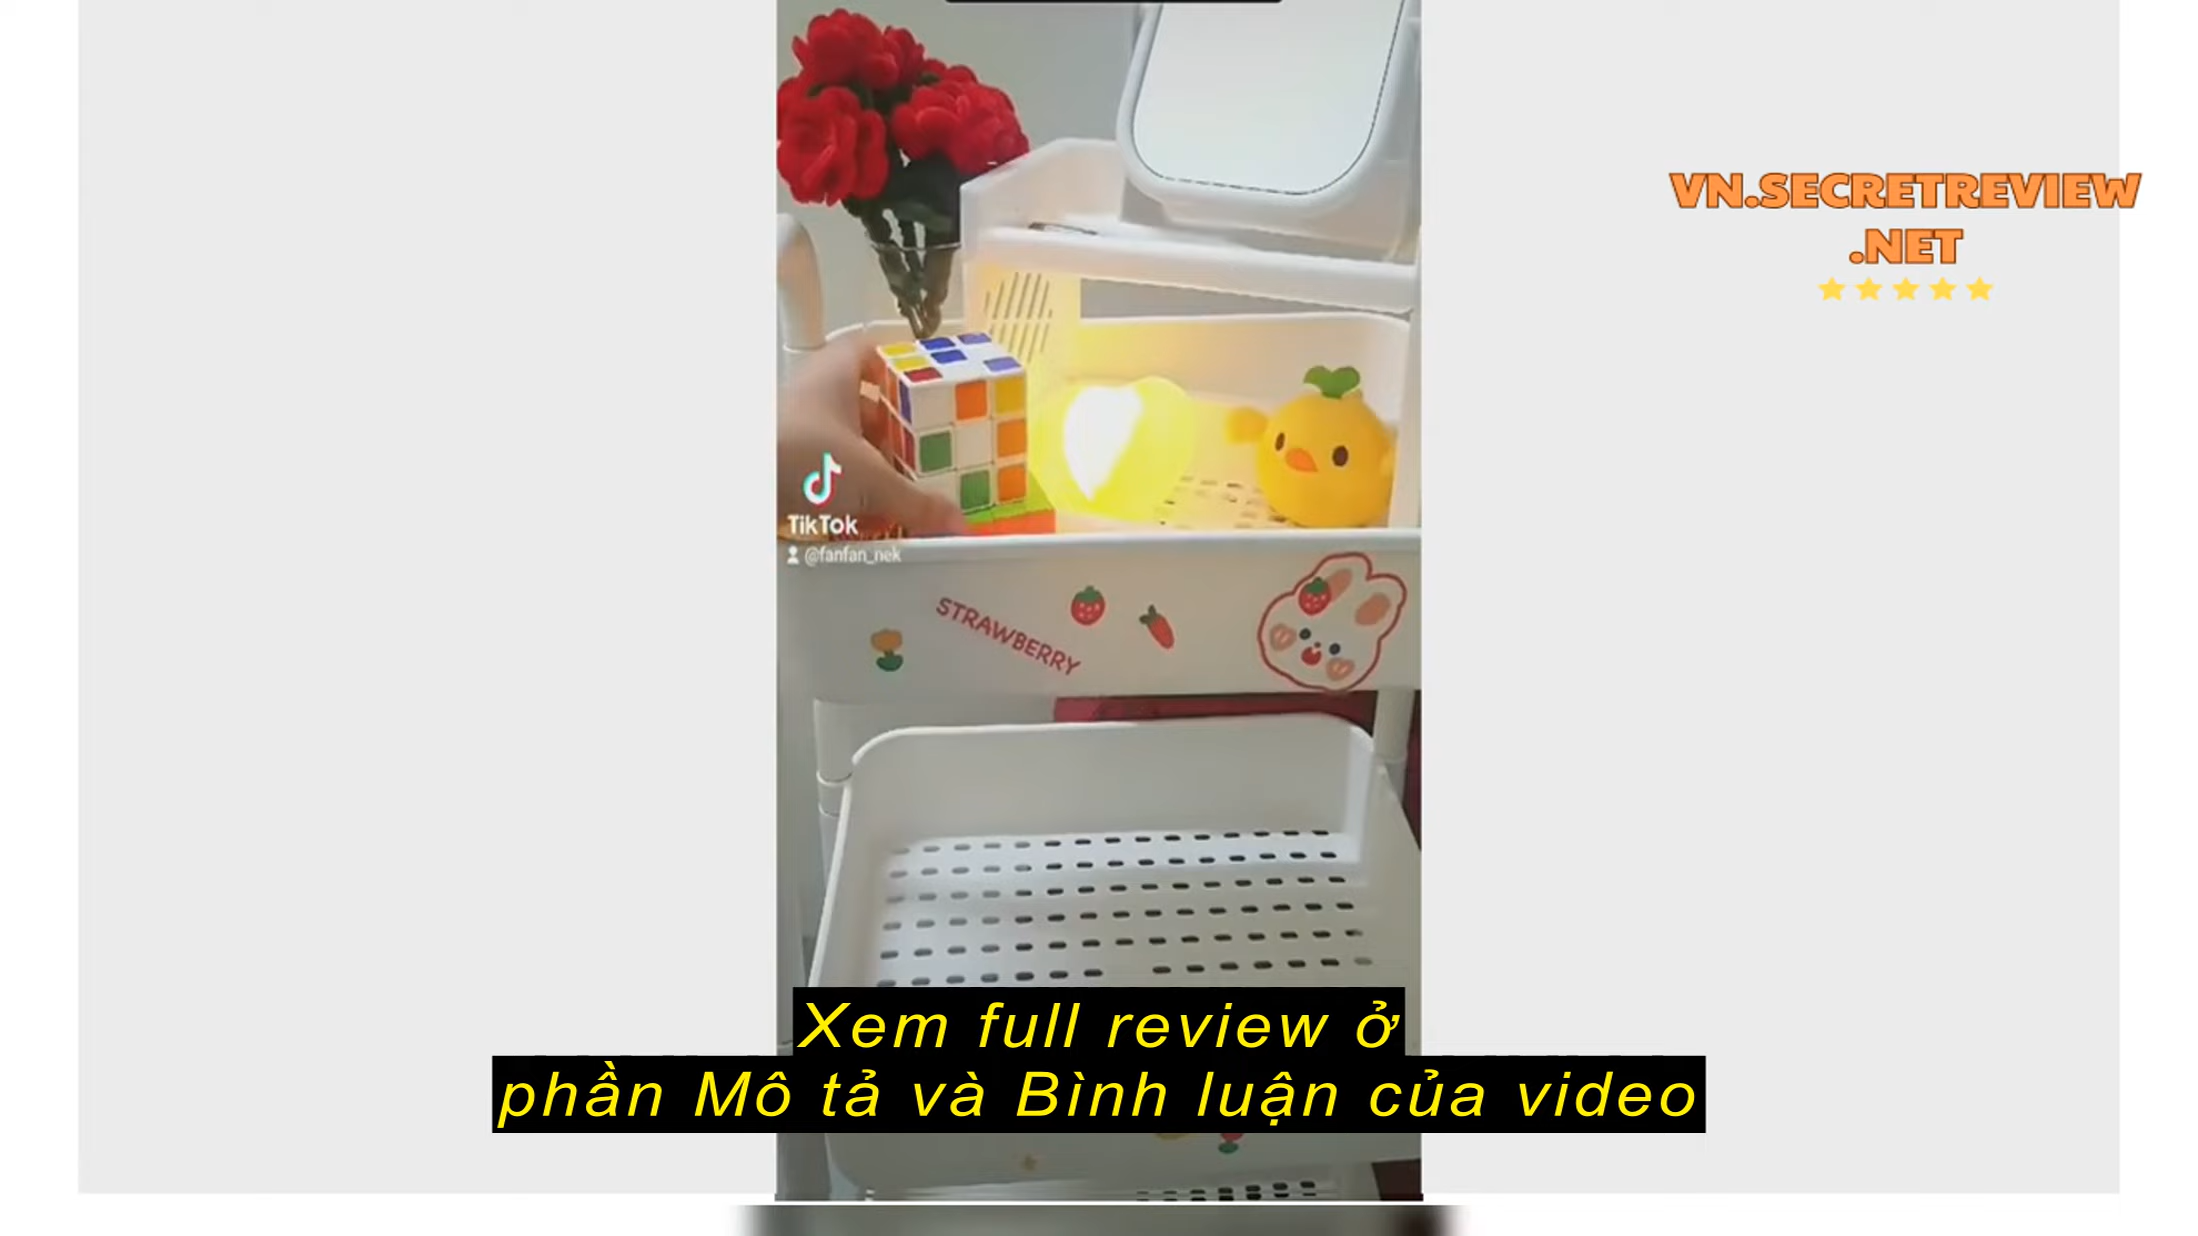 VN.SECRETREVIEW
.NET
TikTok
@fanfan_nek
STRAWBERRY
Xem full review ở
phần Mô tả và Bình luận của video